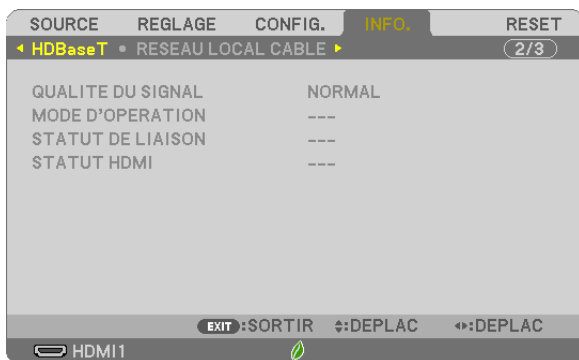 SOURCE REGLAGE CONFIG. INFO. RESET
HDBaseT • RESEAU LOCAL CABLE 2/3
QUALITE DU SIGNAL NORMAL
MODE D'OPERATION ---
STATUT DE LIAISON ---
STATUT HDMI ---
EXIT :SORTIR :DEPLAC :DEPLAC
HDMI1